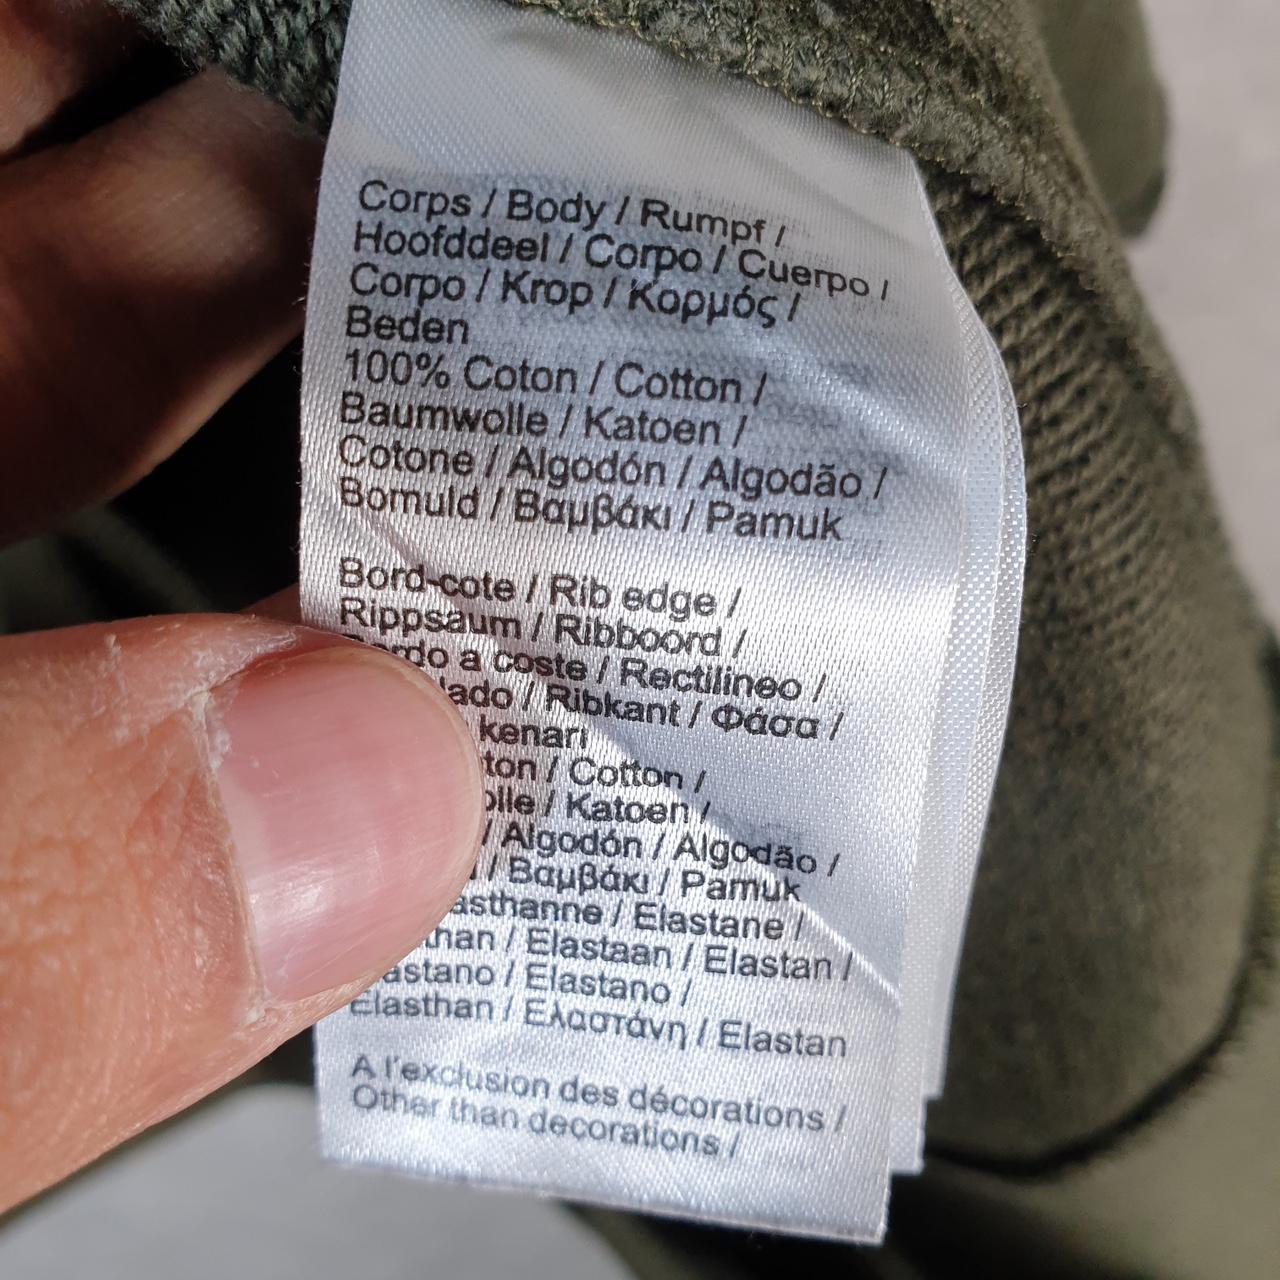 Corps / Body / Rumpf /
Hoofddeel / Corpo / Cuerpo /
Corpo / Krop / Κορμός /
Beden
100% Coton / Cotton /
Baumwolle / Katoen /
Cotone / Algodón / Algodão /
Bomuld / Βαμβάκι / Pamuk
Bord-cote / Rib edge /
Rippsaum / Ribboord /
a coste / Rectilineo /
/ Ribkant / Φάσα /
kenari
/ Cotton /
/ Katoen /
/ Algodón / Algodão /
/ Βαμβάκι / Pamuk
/ Elastane /
/ Elastaan / Elastan /
/ Elastano /
Elasthan / Ελαστάνη / Elastan
A l'exclusion des décorations /
Other than decorations /